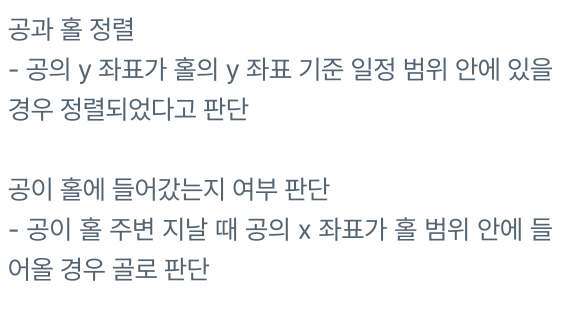 공과 홀 정렬
- 공의 y 좌표가 홀의 y 좌표 기준 일정 범위 안에 있을
경우 정렬되었다고 판단
공이 홀에 들어갔는지 여부 판단
- 공이 홀 주변 지날 때 공의 x 좌표가 홀 범위 안에 들
어올 경우 골로 판단